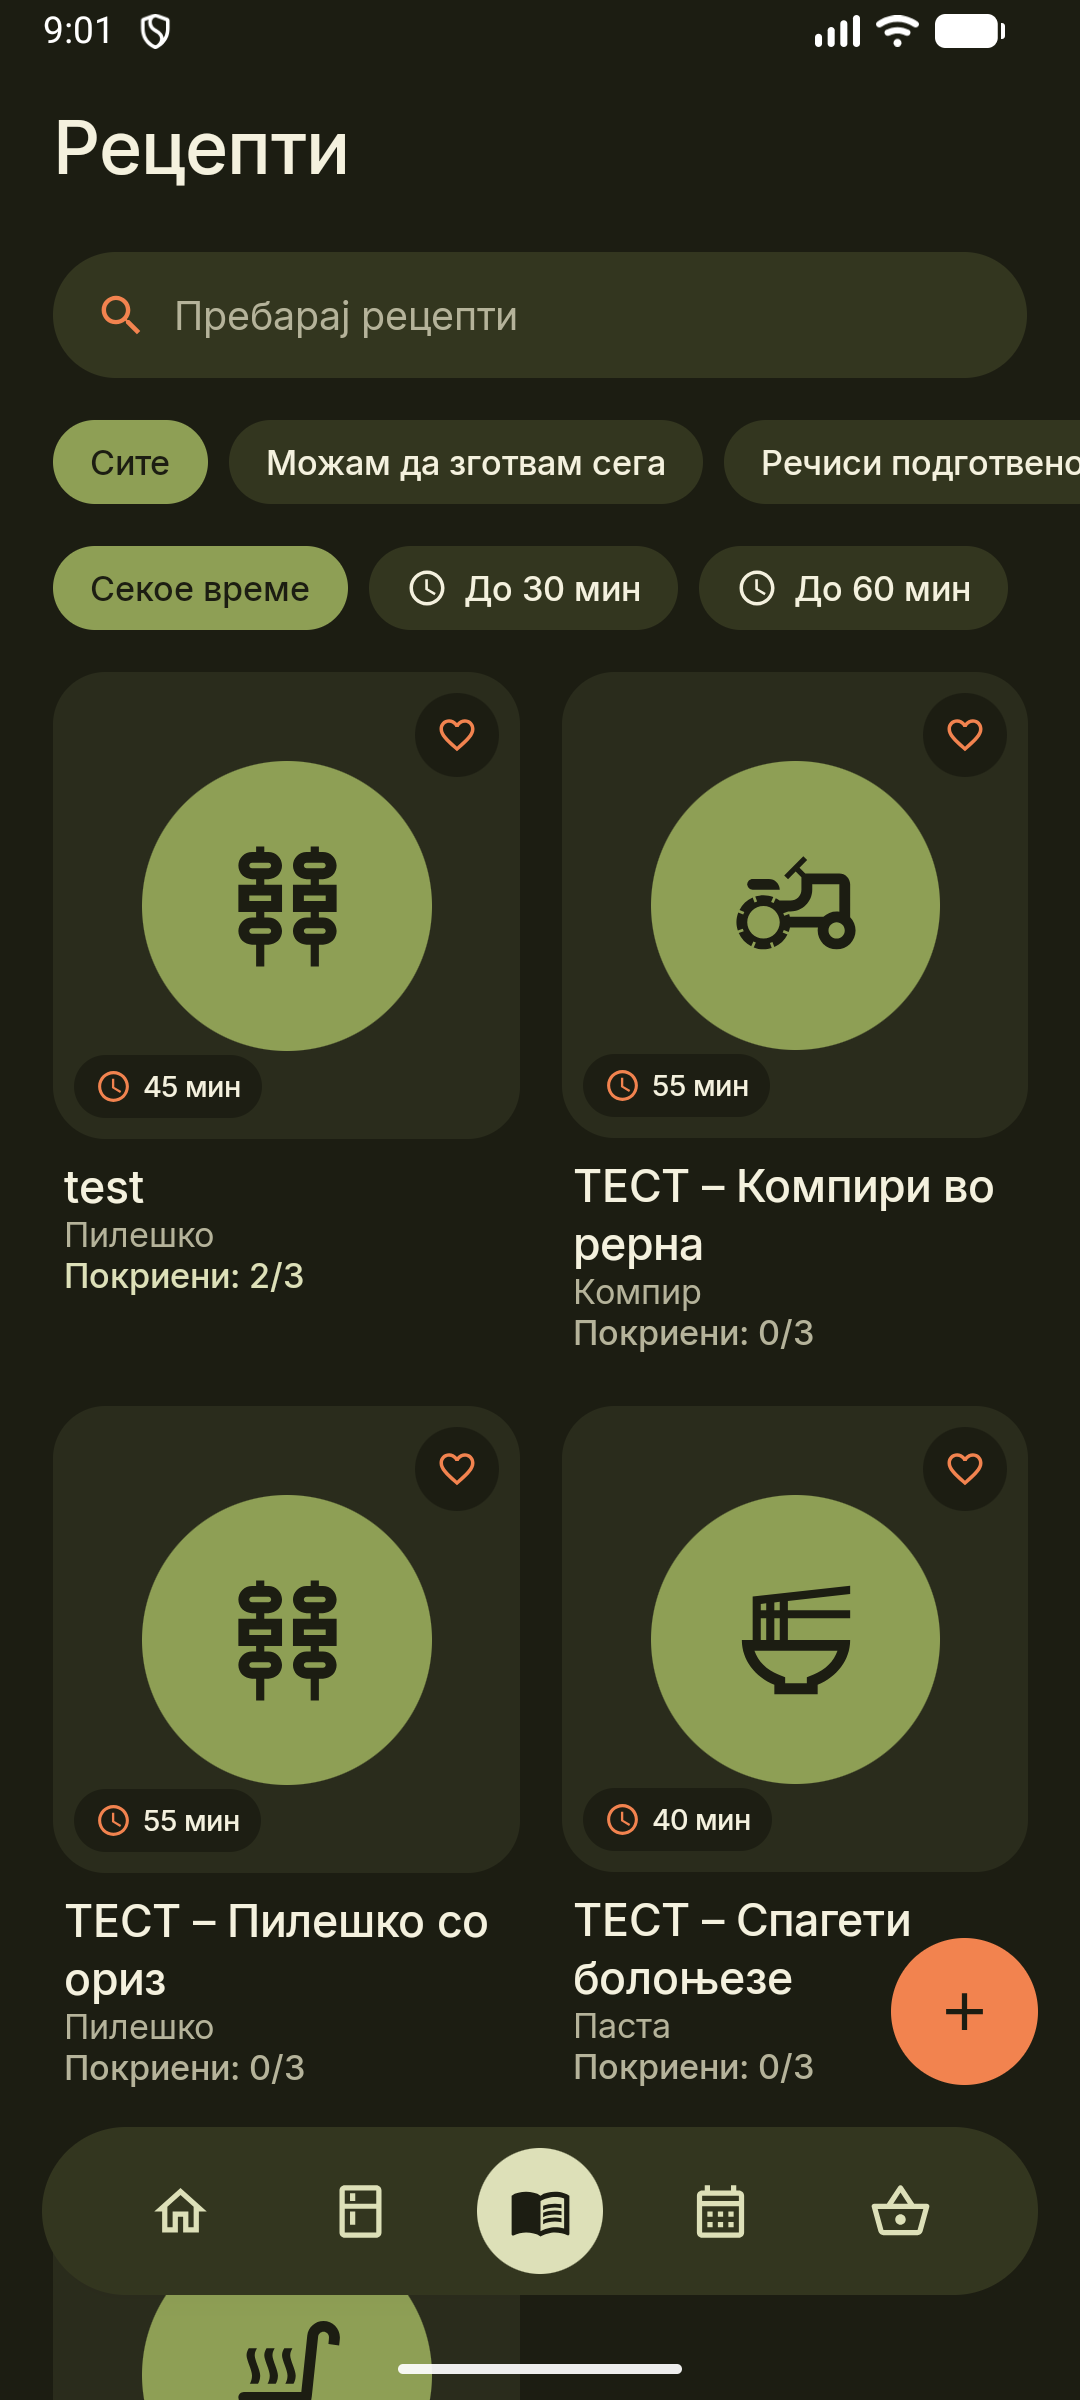 9:01
Рецепти
Пребарај рецепти
Сите
Можам да зготвам сега
Речиси подготвено
Секое време
До 30 мин
До 60 мин
45 мин
55 мин
test
Пилешко
Покриени: 2/3
ТЕСТ – Компири во
рерна
Компир
Покриени: 0/3
55 мин
40 мин
ТЕСТ – Пилешко со
ориз
Пилешко
Покриени: 0/3
ТЕСТ – Спагети
болоњезе
Паста
Покриени: 0/3